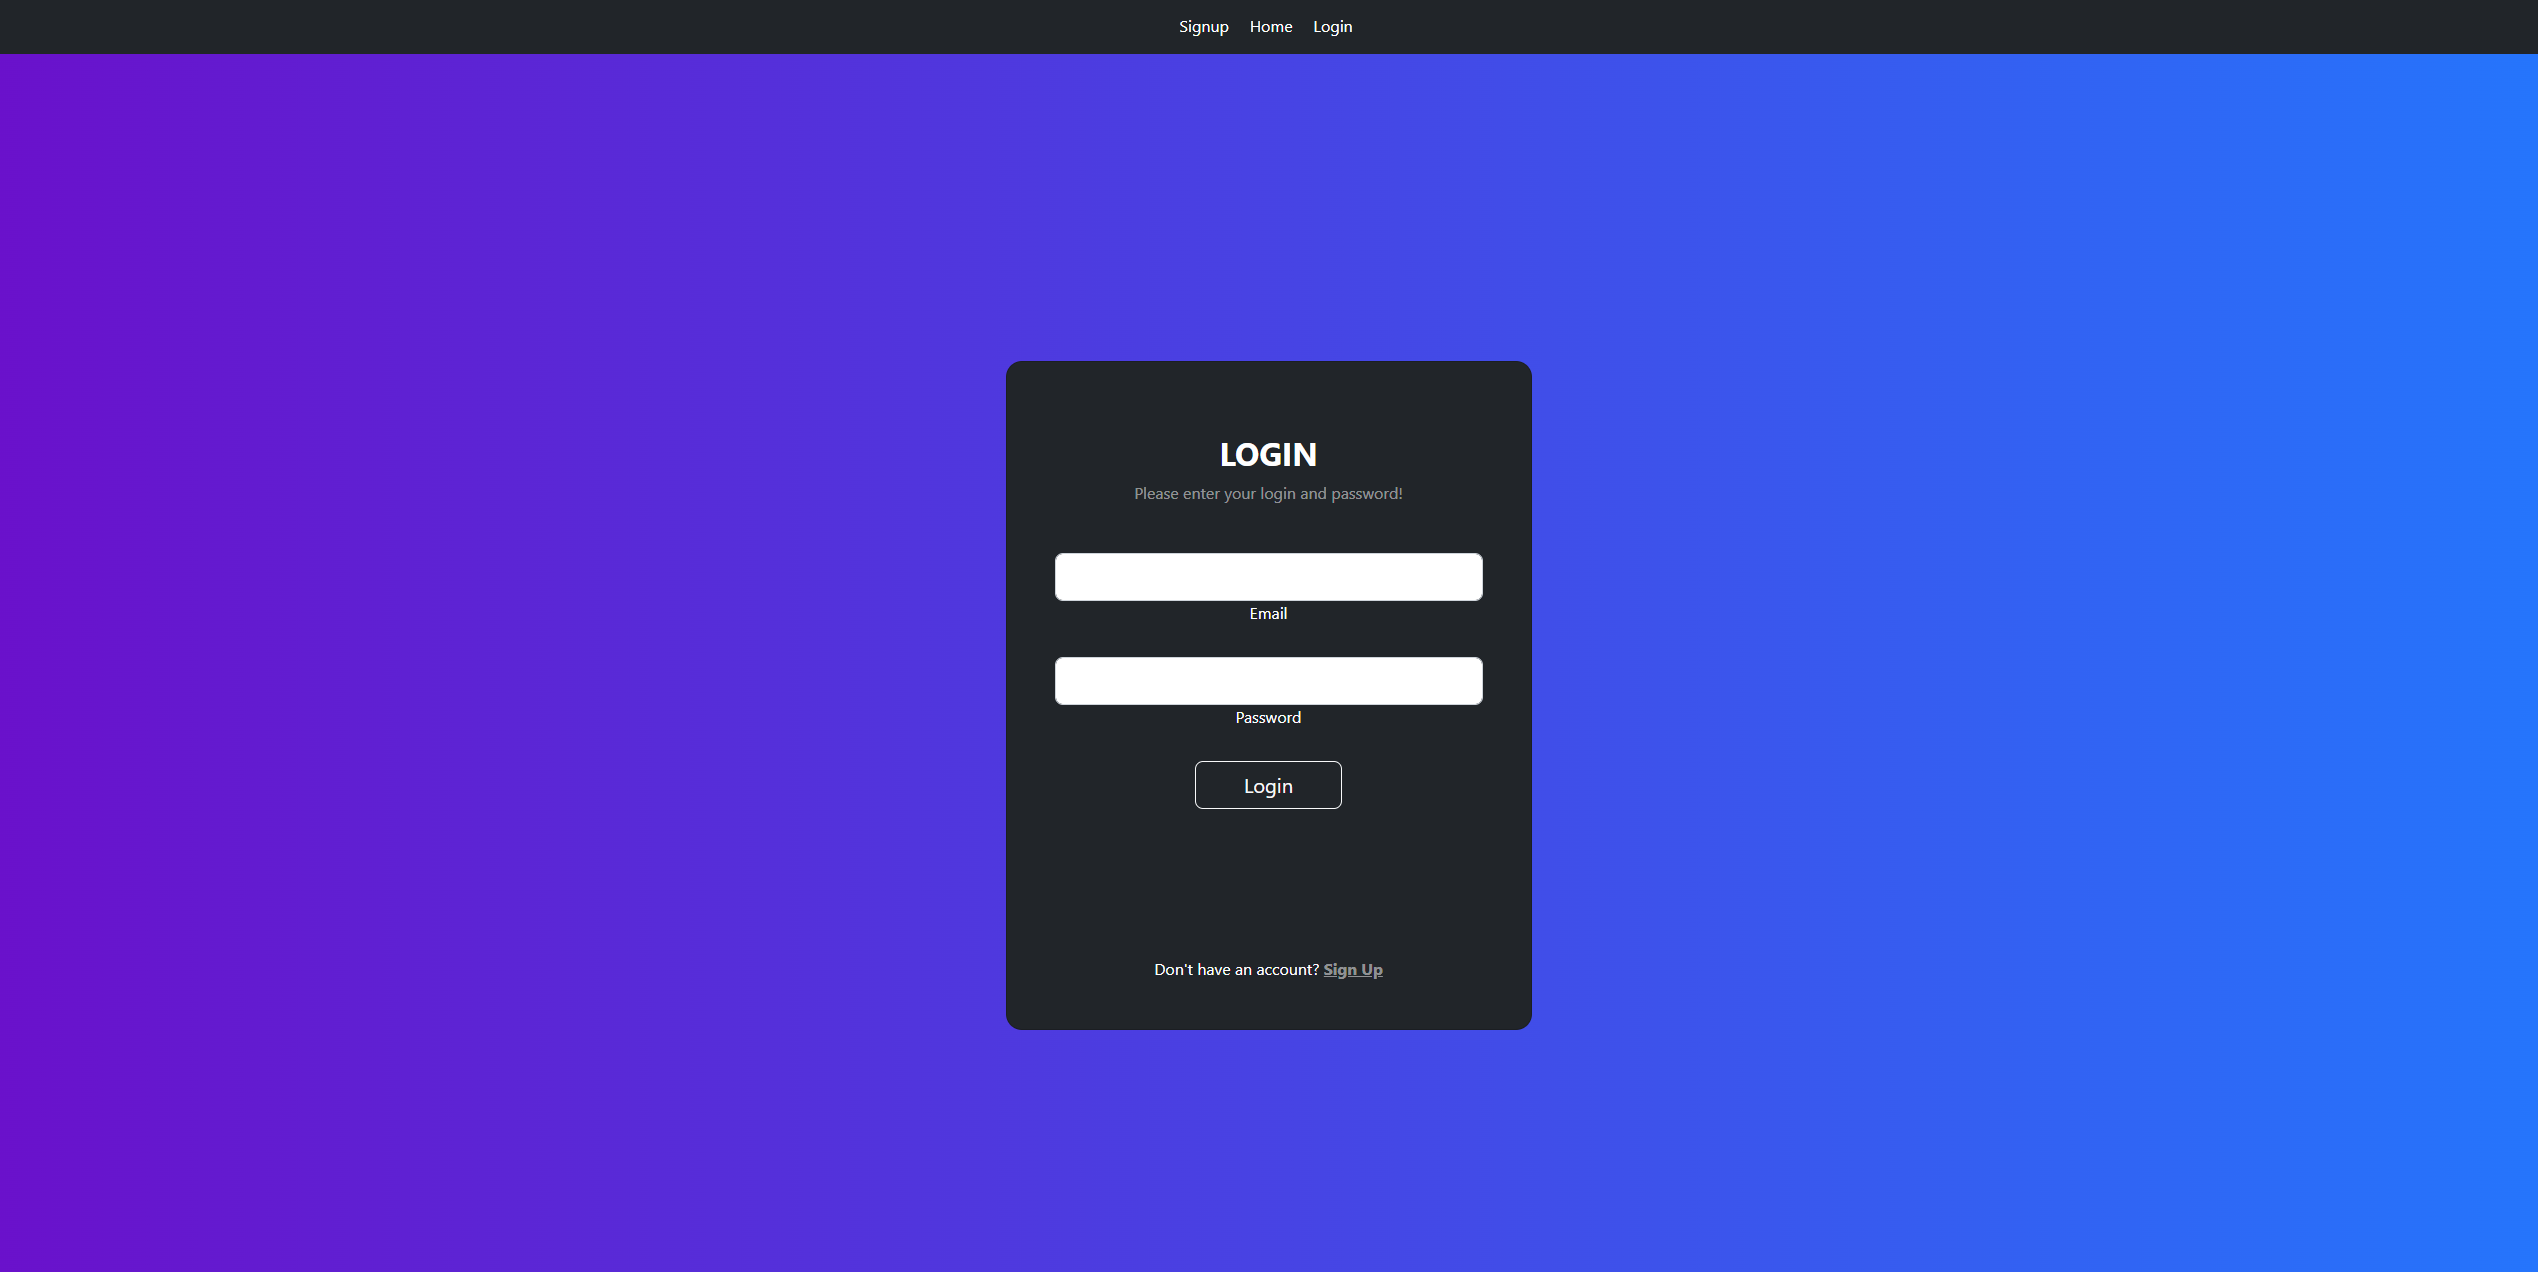 Signup Home Login
LOGIN
Please enter your login and password!
Email
Password
Login
Don't have an account? Sign Up